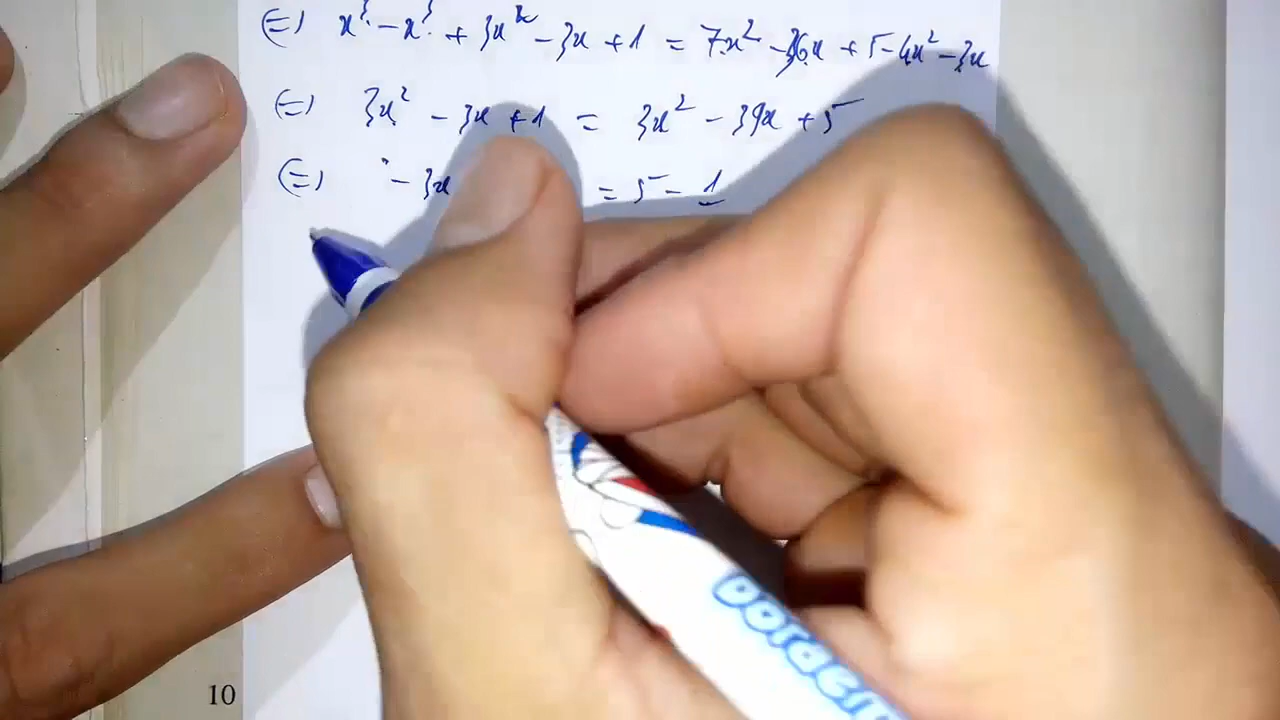 (=) x³ - x³ + 3x² - 3x + 1 = 7x² - 36x + 5 - 4x² - 3x
(=) 3x² - 3x + 1 = 3x² - 39x + 5
(=) - 3x = 5 - 1
DORAEM
10